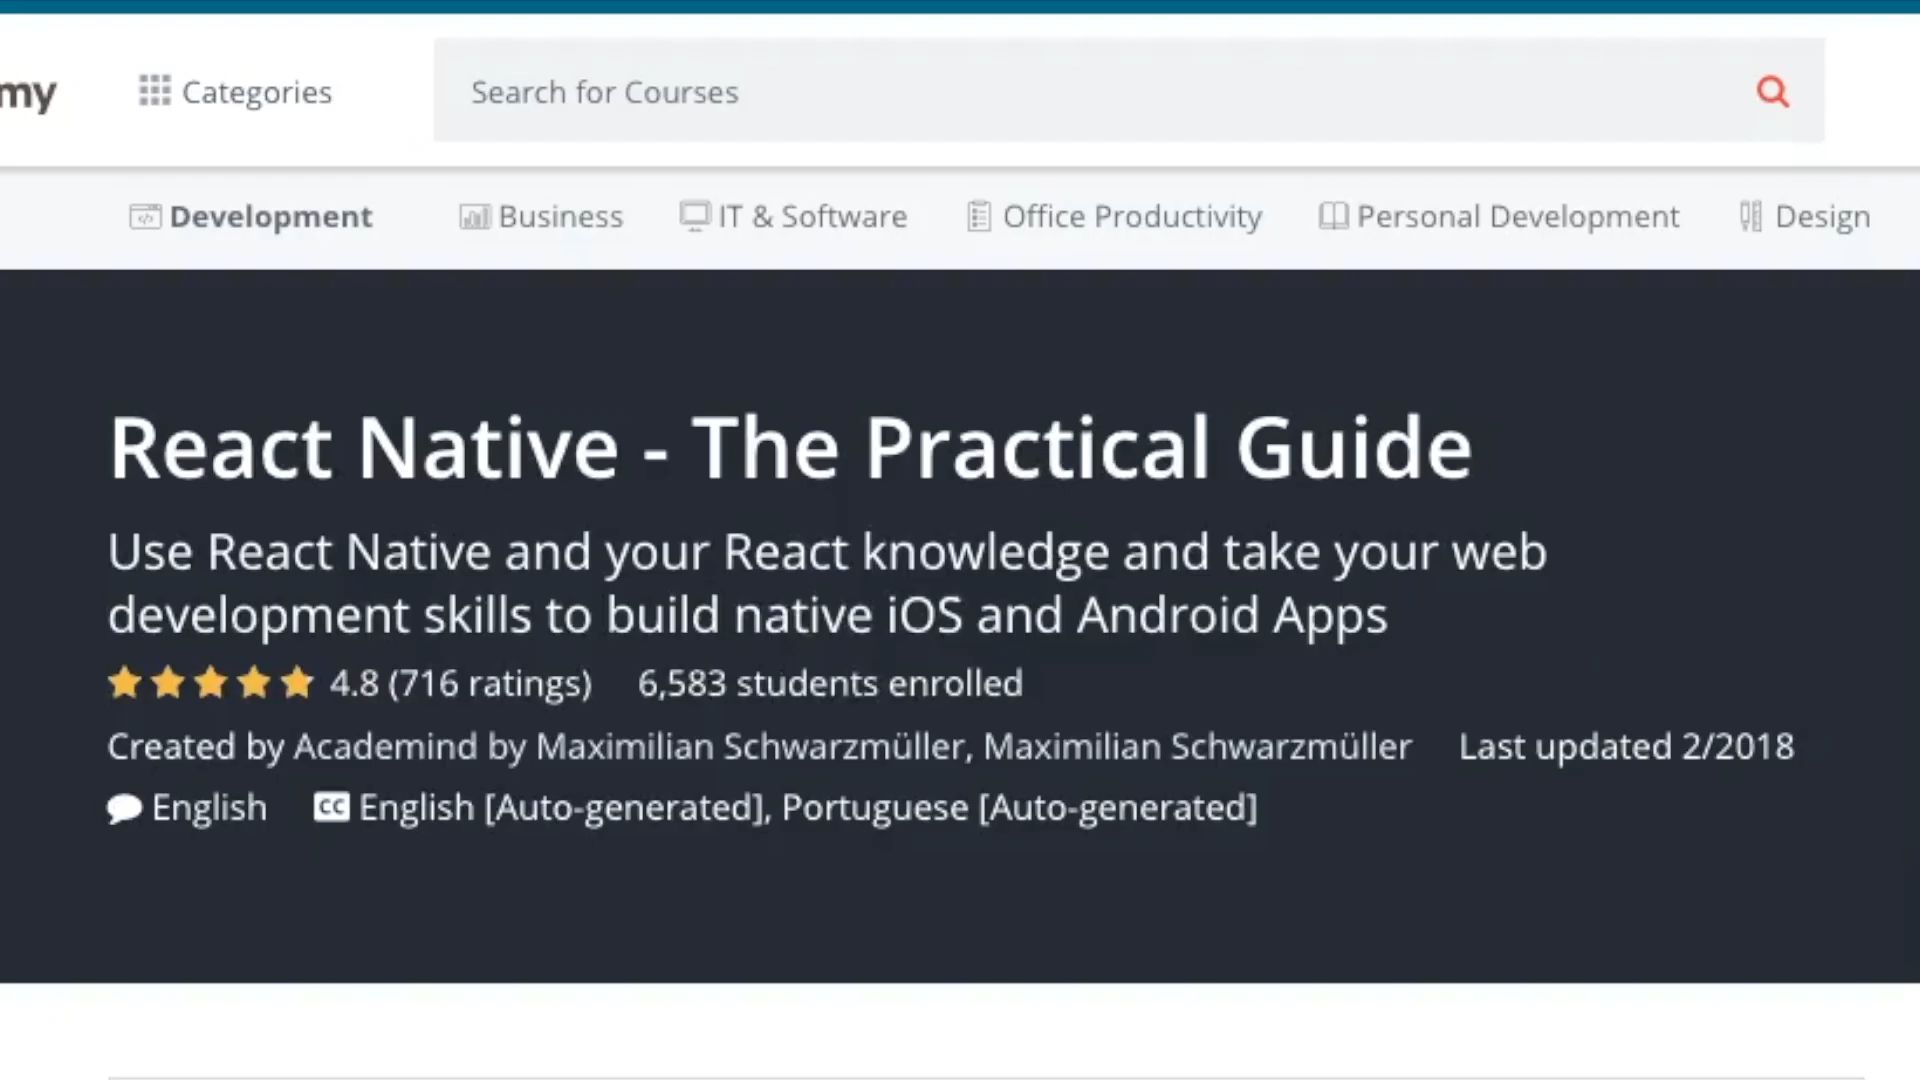 my
Categories
Search for Courses
Development Business IT & Software Office Productivity Personal Development Design
React Native - The Practical Guide
Use React Native and your React knowledge and take your web
development skills to build native iOS and Android Apps
4.8 (716 ratings) 6,583 students enrolled
Created by Academind by Maximilian Schwarzmüller, Maximilian Schwarzmüller Last updated 2/2018
English CC English [Auto-generated], Portuguese [Auto-generated]